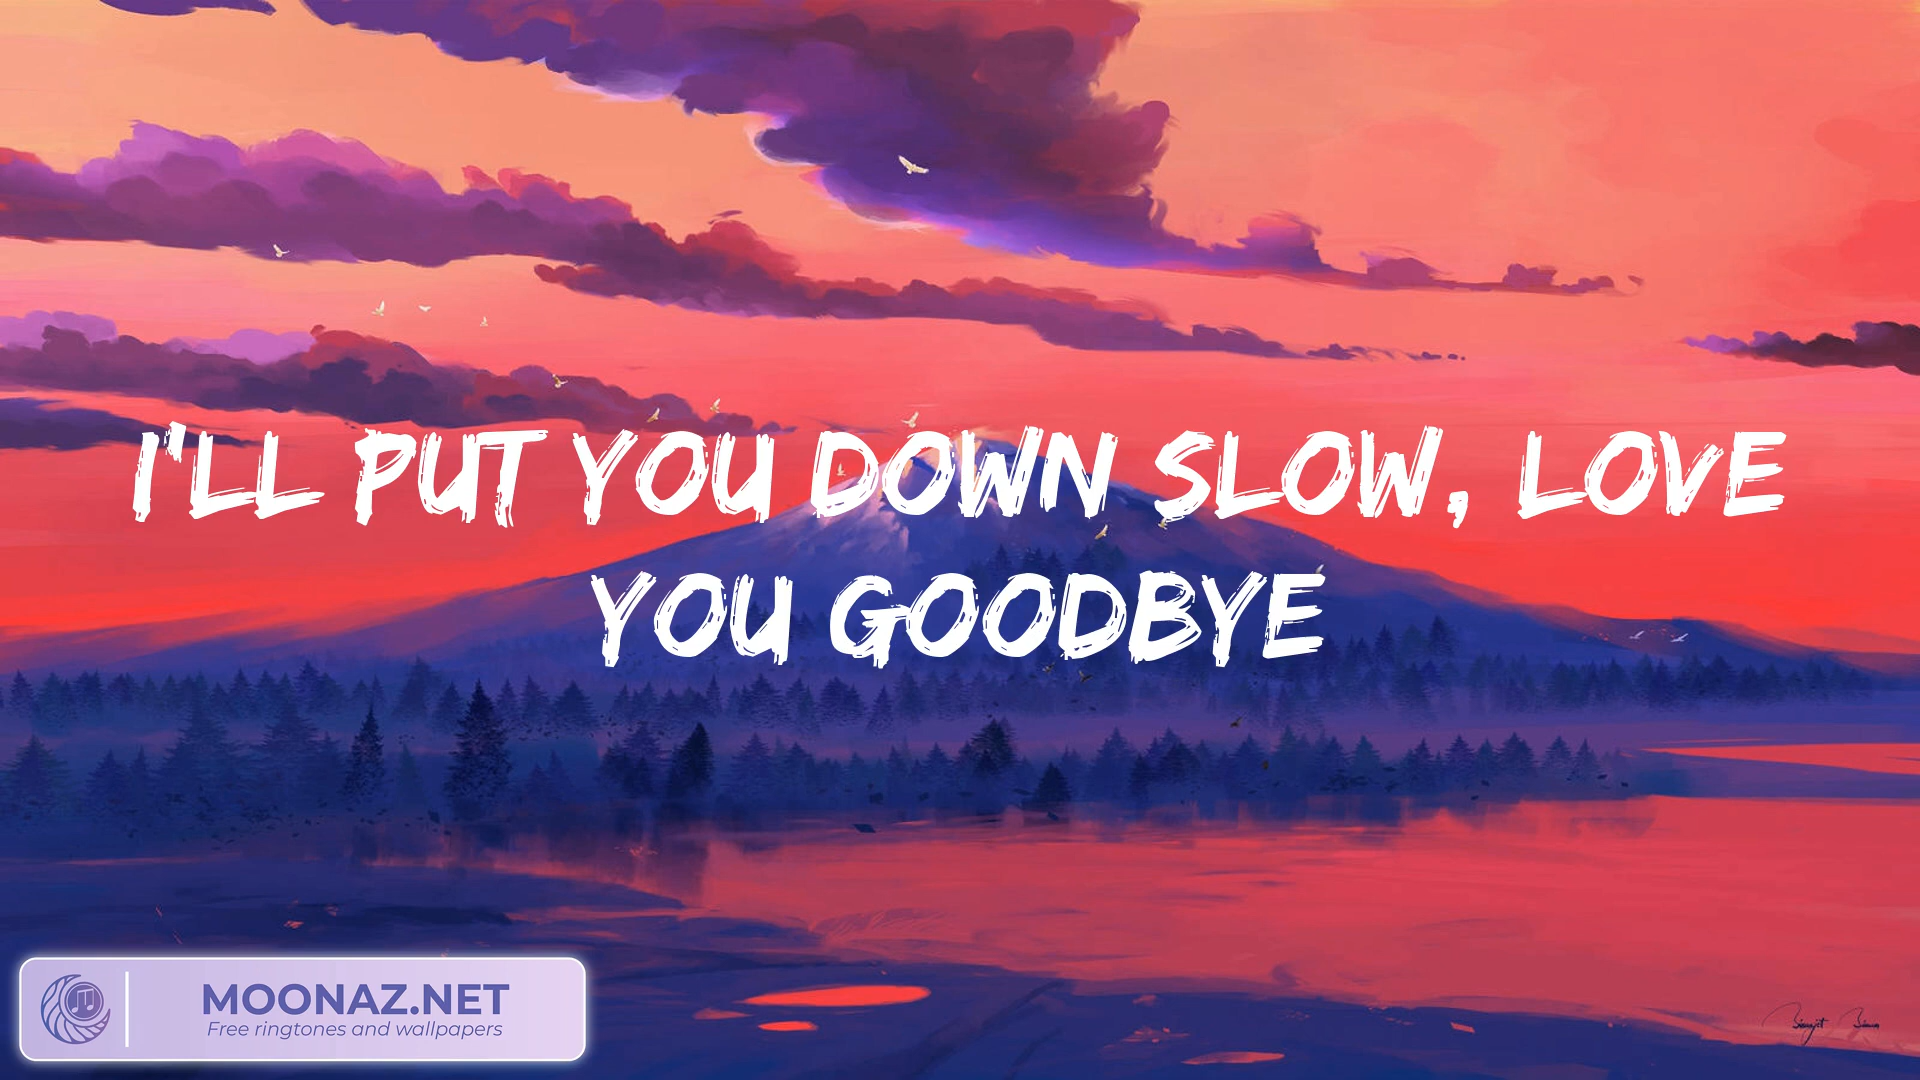 I'LL PUT YOU DOWN SLOW, LOVE
YOU GOODBYE
MOONAZ.NET
Free ringtones and wallpapers